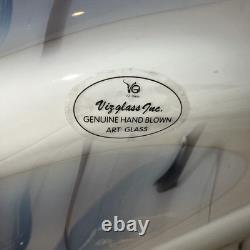 VG
Vizglass Inc.
GENUINE HAND BLOWN
ART GLASS